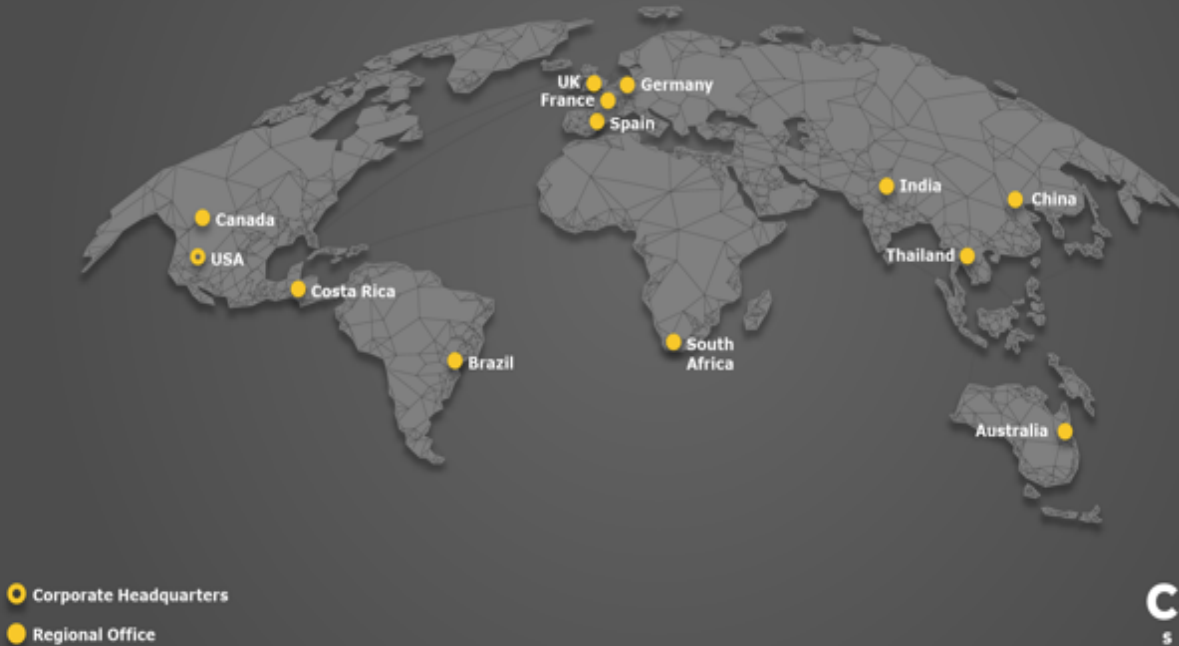 UK
Germany
France
Spain
India
China
Canada
Thailand
USA
Costa Rica
South
Africa
Brazil
Australia
Corporate Headquarters
Regional Office
C
s